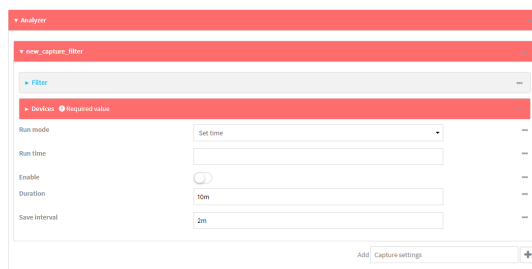 Analyzer
new_capture_filter
Filter
Devices Required value
Run mode Set time
Run time
Enable
Duration 10m
Save interval 2m
Add Capture settings